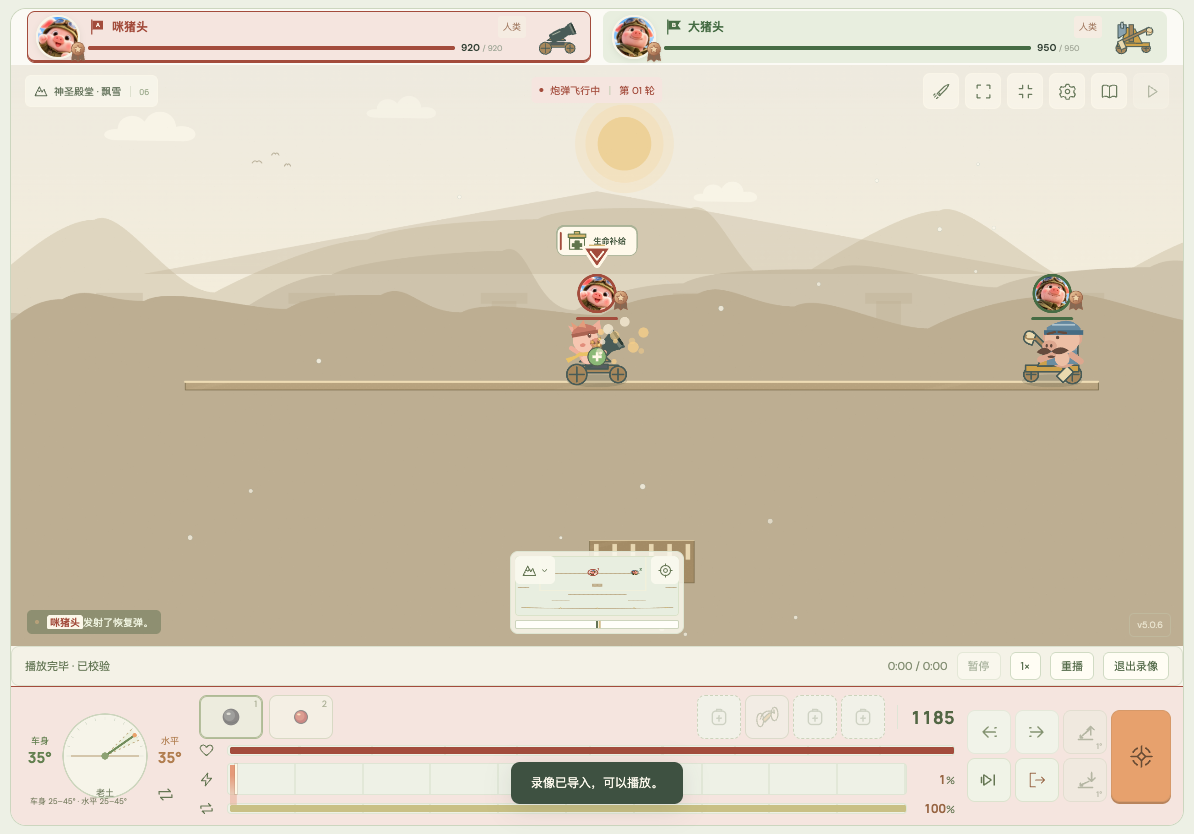 咪猪头
人类
920 / 920
大猪头
人类
950 / 950
神圣殿堂 · 飘雪
06
炮弹飞行中
第 01 轮
生命补给
咪猪头发射了恢复弹。
v5.0.6
播放完毕 · 已校验
0:00 / 0:00
暂停
1×
重播
退出录像
1
2
1185
车身
35°
水平
35°
老土
车身 25–45° · 水平 25–45°
1°
1°
1%
100%
录像已导入，可以播放。